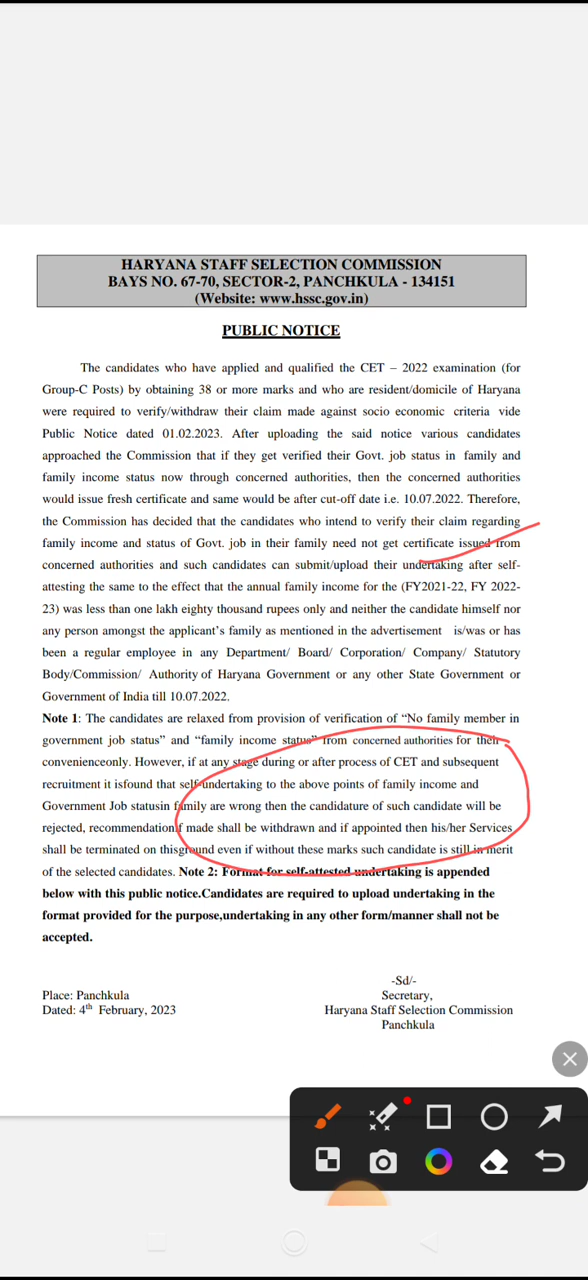 HARYANA STAFF SELECTION COMMISSION
BAYS NO. 67-70, SECTOR-2, PANCHKULA - 134151
(Website: www.hssc.gov.in)
PUBLIC NOTICE
The candidates who have applied and qualified the CET – 2022 examination (for
Group-C Posts) by obtaining 38 or more marks and who are resident/domicile of Haryana
were required to verify/withdraw their claim made against socio economic criteria vide
Public Notice dated 01.02.2023. After uploading the said notice various candidates
approached the Commission that if they get verified their Govt. job status in family and
family income status now through concerned authorities, then the concerned authorities
would issue fresh certificate and same would be after cut-off date i.e. 10.07.2022. Therefore,
the Commission has decided that the candidates who intend to verify their claim regarding
family income and status of Govt. job in their family need not get certificate issued from
concerned authorities and such candidates can submit/upload their undertaking after self-
attesting the same to the effect that the annual family income for the (FY2021-22, FY 2022-
23) was less than one lakh eighty thousand rupees only and neither the candidate himself nor
any person amongst the applicant's family as mentioned in the advertisement is/was or has
been a regular employee in any Department/ Board/ Corporation/ Company/ Statutory
Body/Commission/ Authority of Haryana Government or any other State Government or
Government of India till 10.07.2022.
Note 1: The candidates are relaxed from provision of verification of "No family member in
government job status" and "family income status" from concerned authorities for their
convenienceonly. However, if at any stage during or after process of CET and subsequent
recruitment it isfound that self-undertaking to the above points of family income and
Government Job statusin family are wrong then the candidature of such candidate will be
rejected, recommendationif made shall be withdrawn and if appointed then his/her Services
shall be terminated on thisground even if without these marks such candidate is still in merit
of the selected candidates. Note 2: Format for self-attested undertaking is appended
below with this public notice.Candidates are required to upload undertaking in the
format provided for the purpose,undertaking in any other form/manner shall not be
accepted.
-Sd/-
Place: Panchkula Secretary,
Dated: 4th February, 2023 Haryana Staff Selection Commission
Panchkula